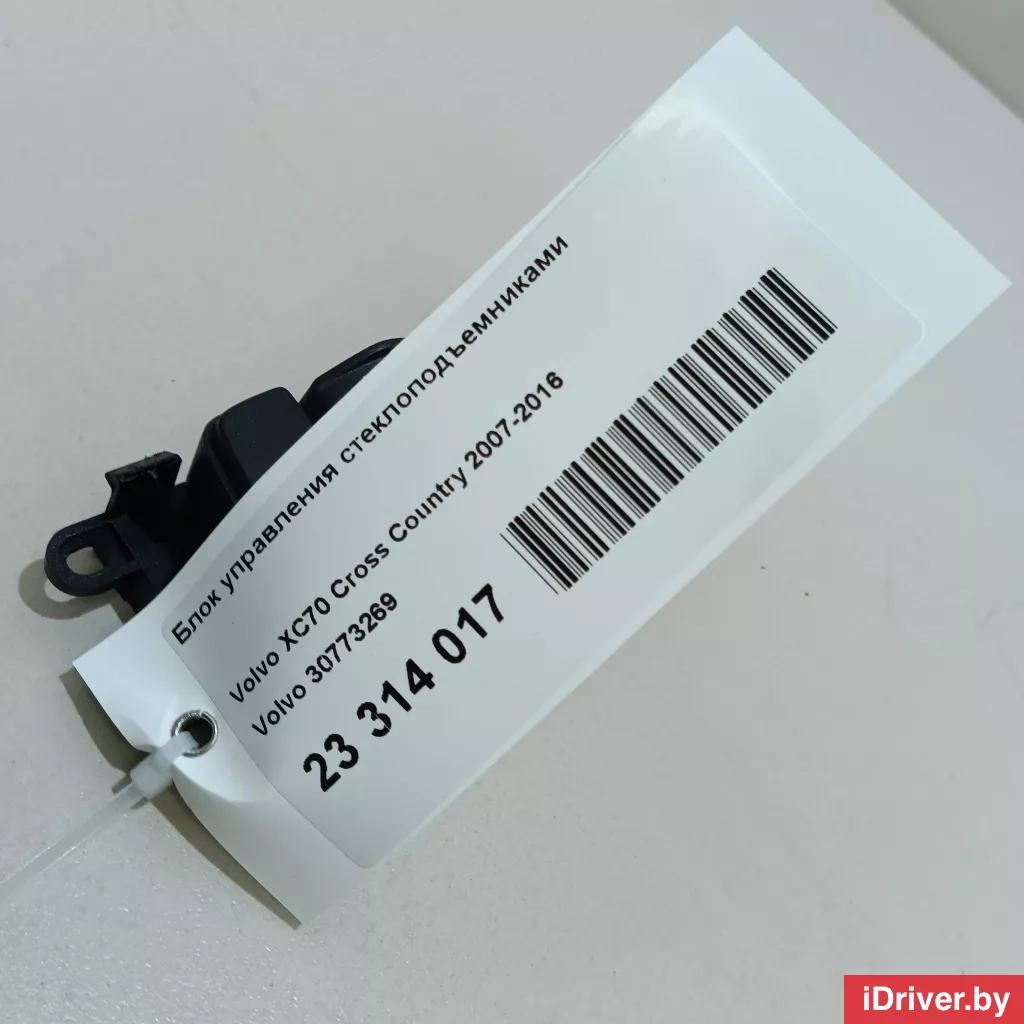 Блок управления стеклоподъемниками
Volvo XC70 Cross Country 2007-2016
Volvo 30773269
23 314 017
iDriver.by